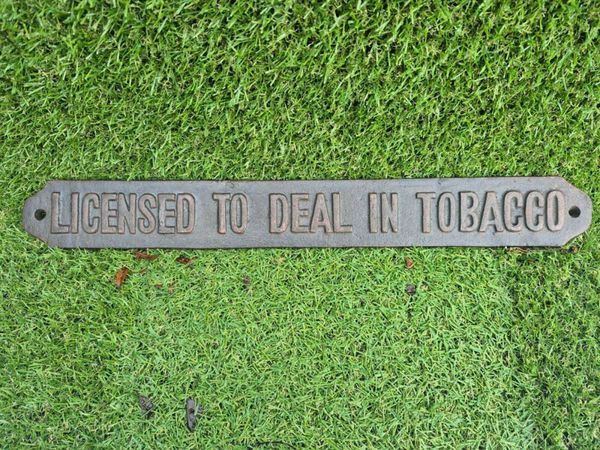 LICENSED TO DEAL IN TOBACCO